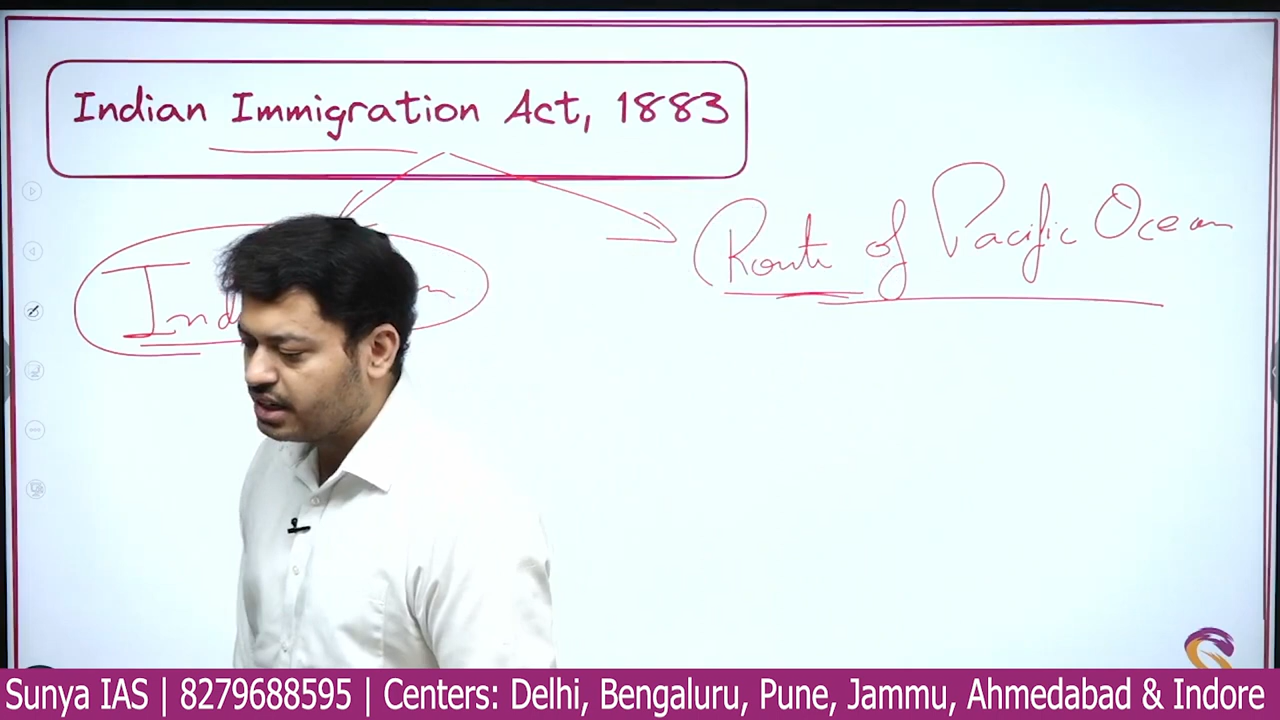 Indian Immigration Act, 1883
Route of Pacific Ocean
Sunya IAS | 8279688595 | Centers: Delhi, Bengaluru, Pune, Jammu, Ahmedabad & Indore